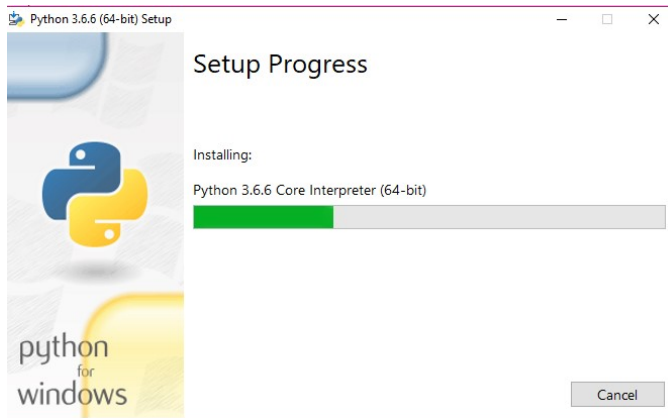 Python 3.6.6 (64-bit) Setup
Setup Progress
Installing:
Python 3.6.6 Core Interpreter (64-bit)
python
for
windows
Cancel